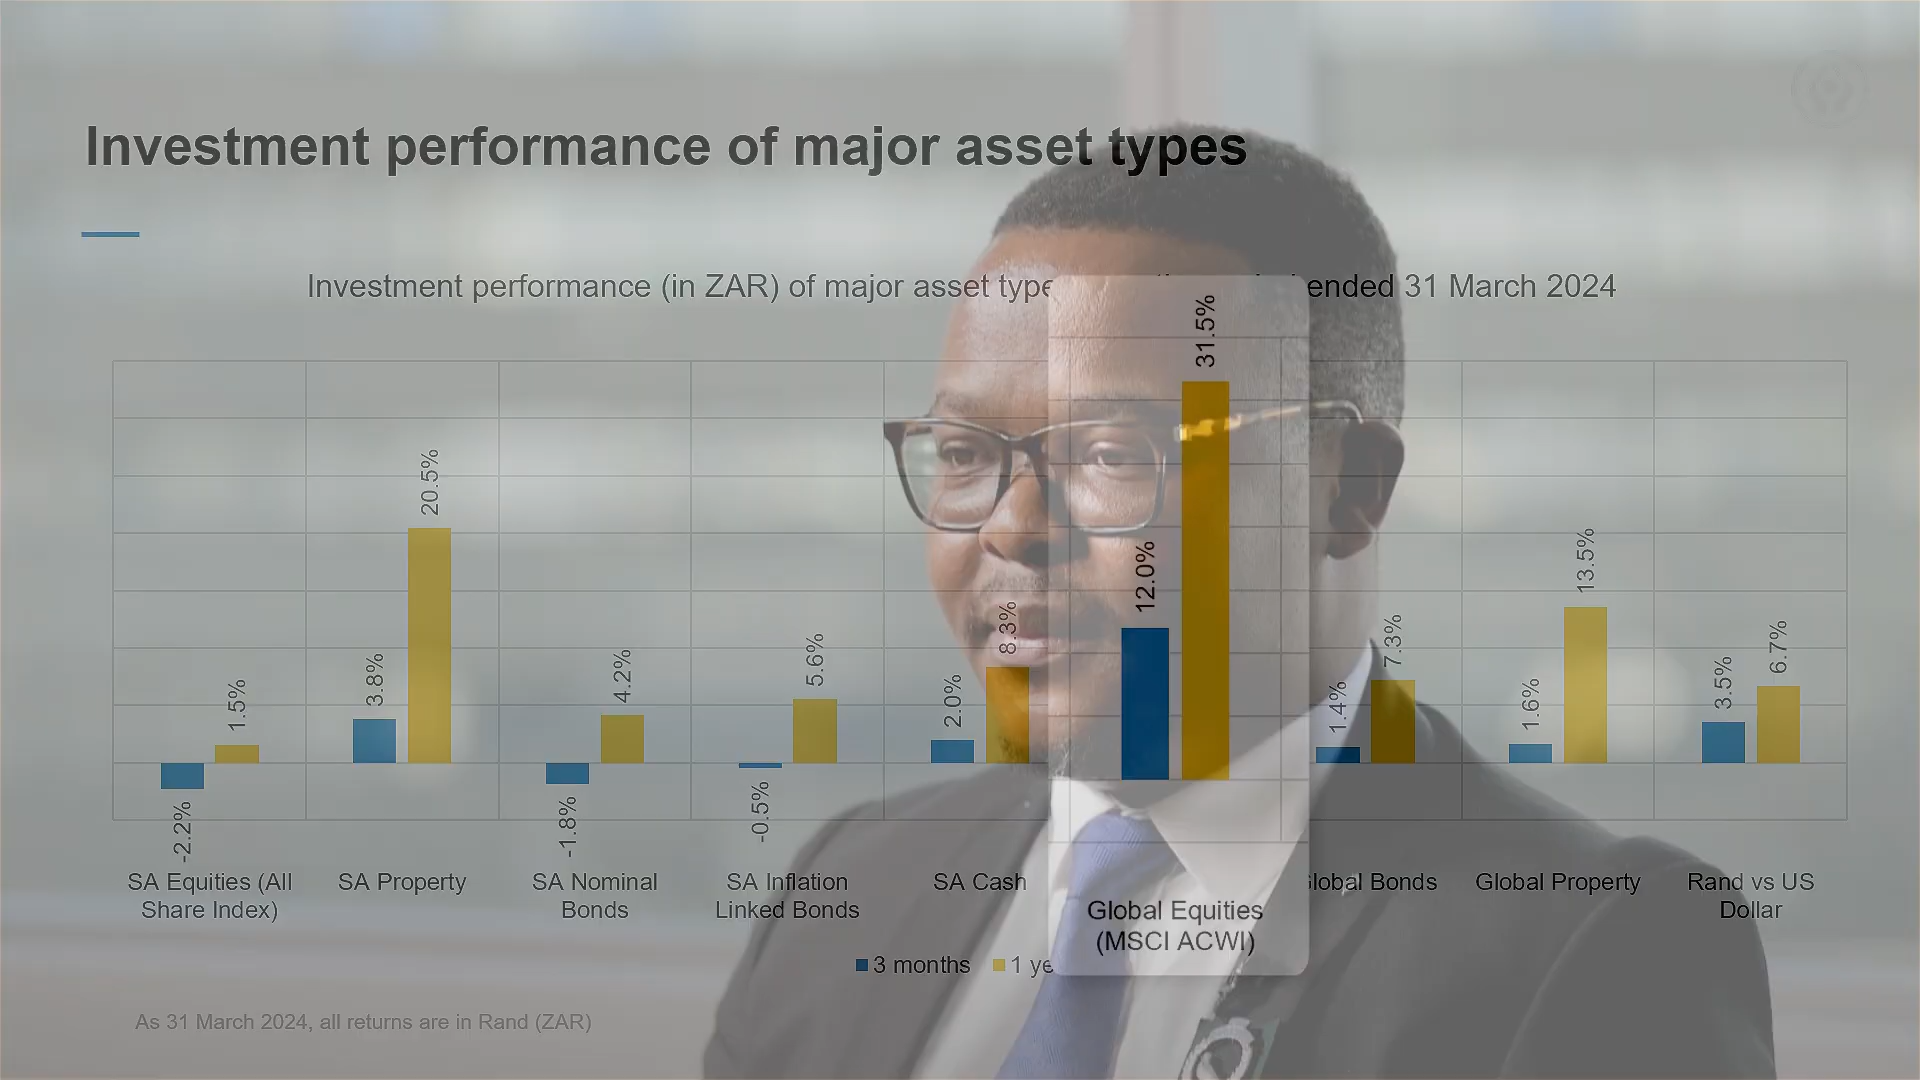 Investment performance of major asset types
Investment performance (in ZAR) of major asset ended 31 March 2024
31.5%
20.5%
12.0%
13.5%
8.3%
7.3%
5.6%
4.2%
3.8%
1.5%
2.0%
1.4%
1.6%
3.5%
6.7%
-2.2%
-1.8%
-0.5%
SA Equities (All
Share Index)
SA Property
SA Nominal
Bonds
SA Inflation
Linked Bonds
SA Cash
Global Equities
(MSCI ACWI)
Global Bonds
Global Property
Rand vs US
Dollar
3 months
1
As 31 March 2024, all returns are in Rand (ZAR)